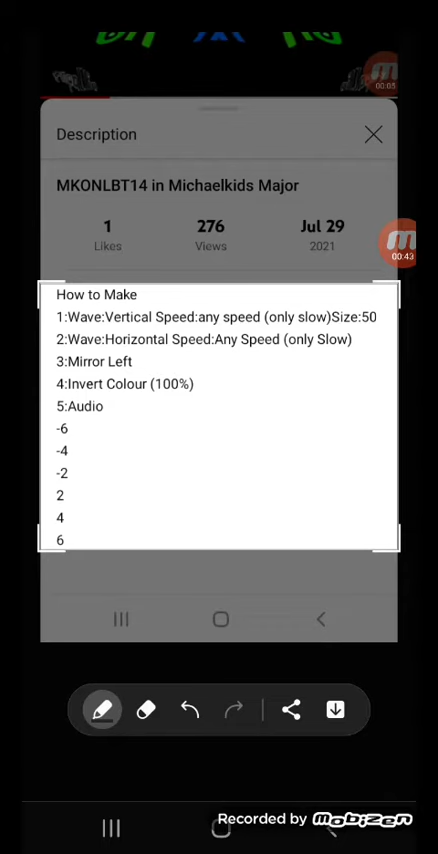 00:05
Description
MKONLBT14 in Michaelkids Major
1 276 Jul 29
Likes Views 2021
00:43
How to Make
1:Wave:Vertical Speed:any speed (only slow)Size:50
2:Wave:Horizontal Speed:Any Speed (only Slow)
3:Mirror Left
4:Invert Colour (100%)
5:Audio
-6
-4
-2
2
4
6
Recorded by mobizen